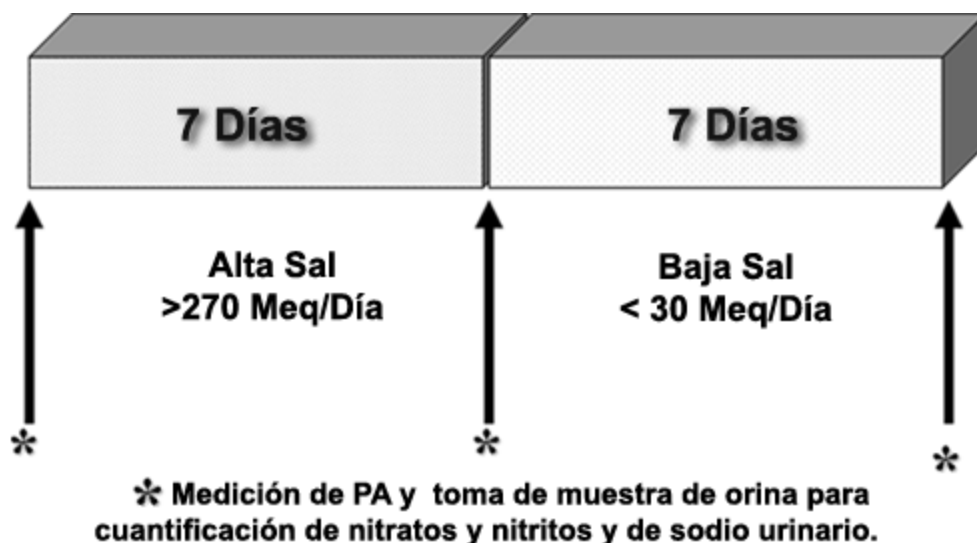 7 Días
7 Días
Alta Sal
>270 Meq/Día
Baja Sal
< 30 Meq/Día
*
*
*
* Medición de PA y toma de muestra de orina para
cuantificación de nitratos y nitritos y de sodio urinario.